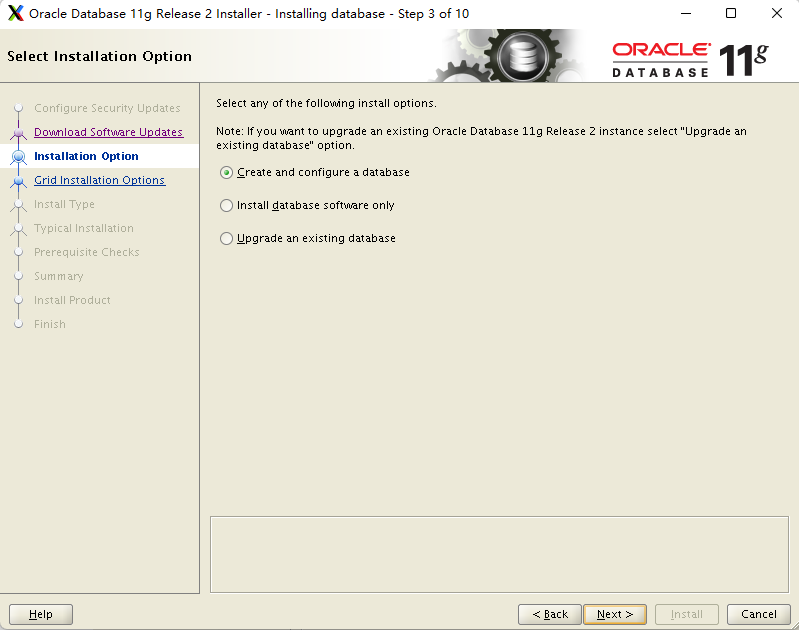 Oracle Database 11g Release 2 Installer - Installing database - Step 3 of 10
Select Installation Option
ORACLE
DATABASE
11g
Configure Security Updates
Download Software Updates
Installation Option
Grid Installation Options
Install Type
Typical Installation
Prerequisite Checks
Summary
Install Product
Finish
Select any of the following install options.
Note: If you want to upgrade an existing Oracle Database 11g Release 2 instance select "Upgrade an
existing database" option.
Create and configure a database
Install database software only
Upgrade an existing database
Help
< Back
Next >
Install
Cancel